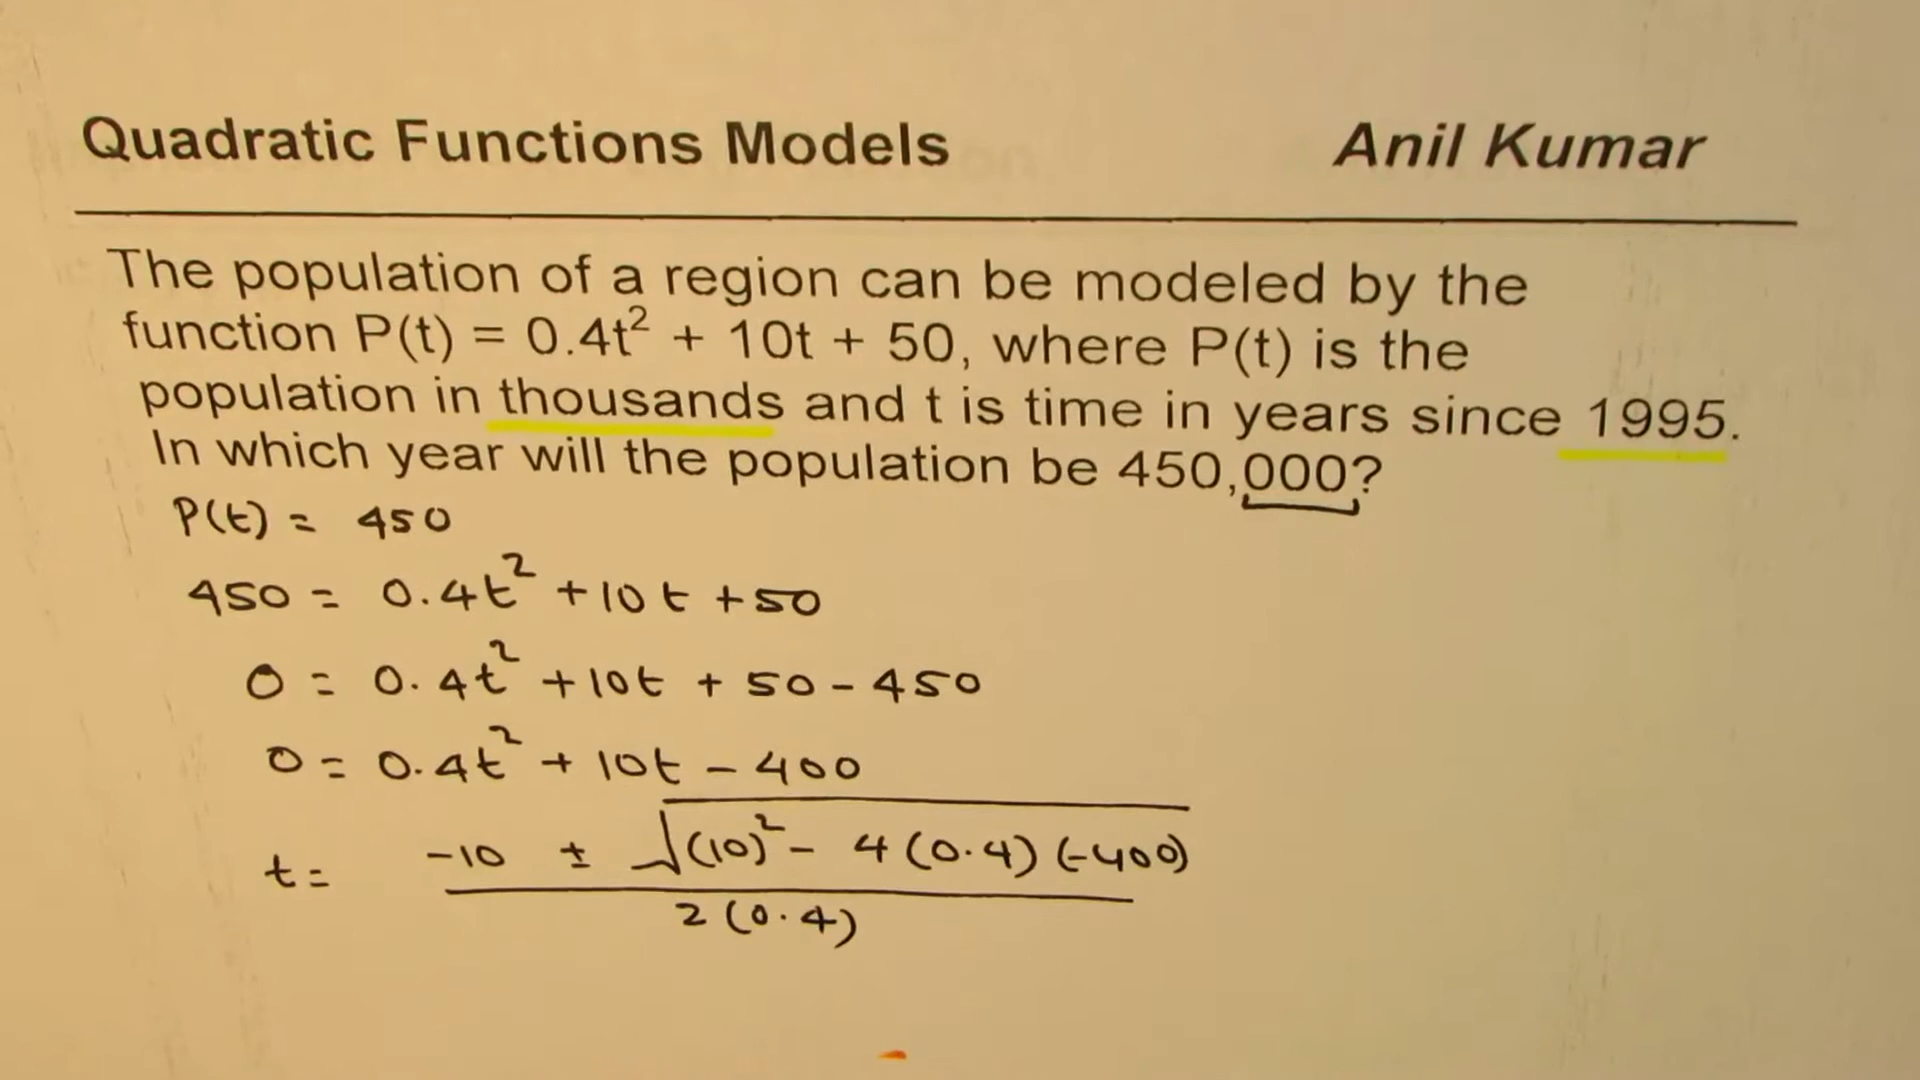 Quadratic Functions Models Anil Kumar
The population of a region can be modeled by the
function P(t) = 0.4t² + 10t + 50, where P(t) is the
population in thousands and t is time in years since 1995.
In which year will the population be 450,000?
P(t) = 450
450 = 0.4t² + 10t + 50
0 = 0.4t² + 10t + 50 - 450
0 = 0.4t² + 10t - 400
t = -10 ± √(10)² - 4(0.4)(-400)
2(0.4)